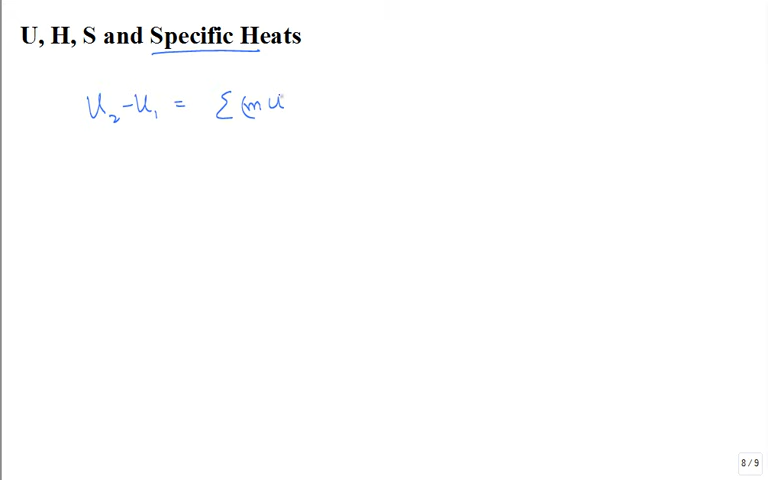 U, H, S and Specific Heats
U₂ - U₁ = Σ (m u
8 / 9